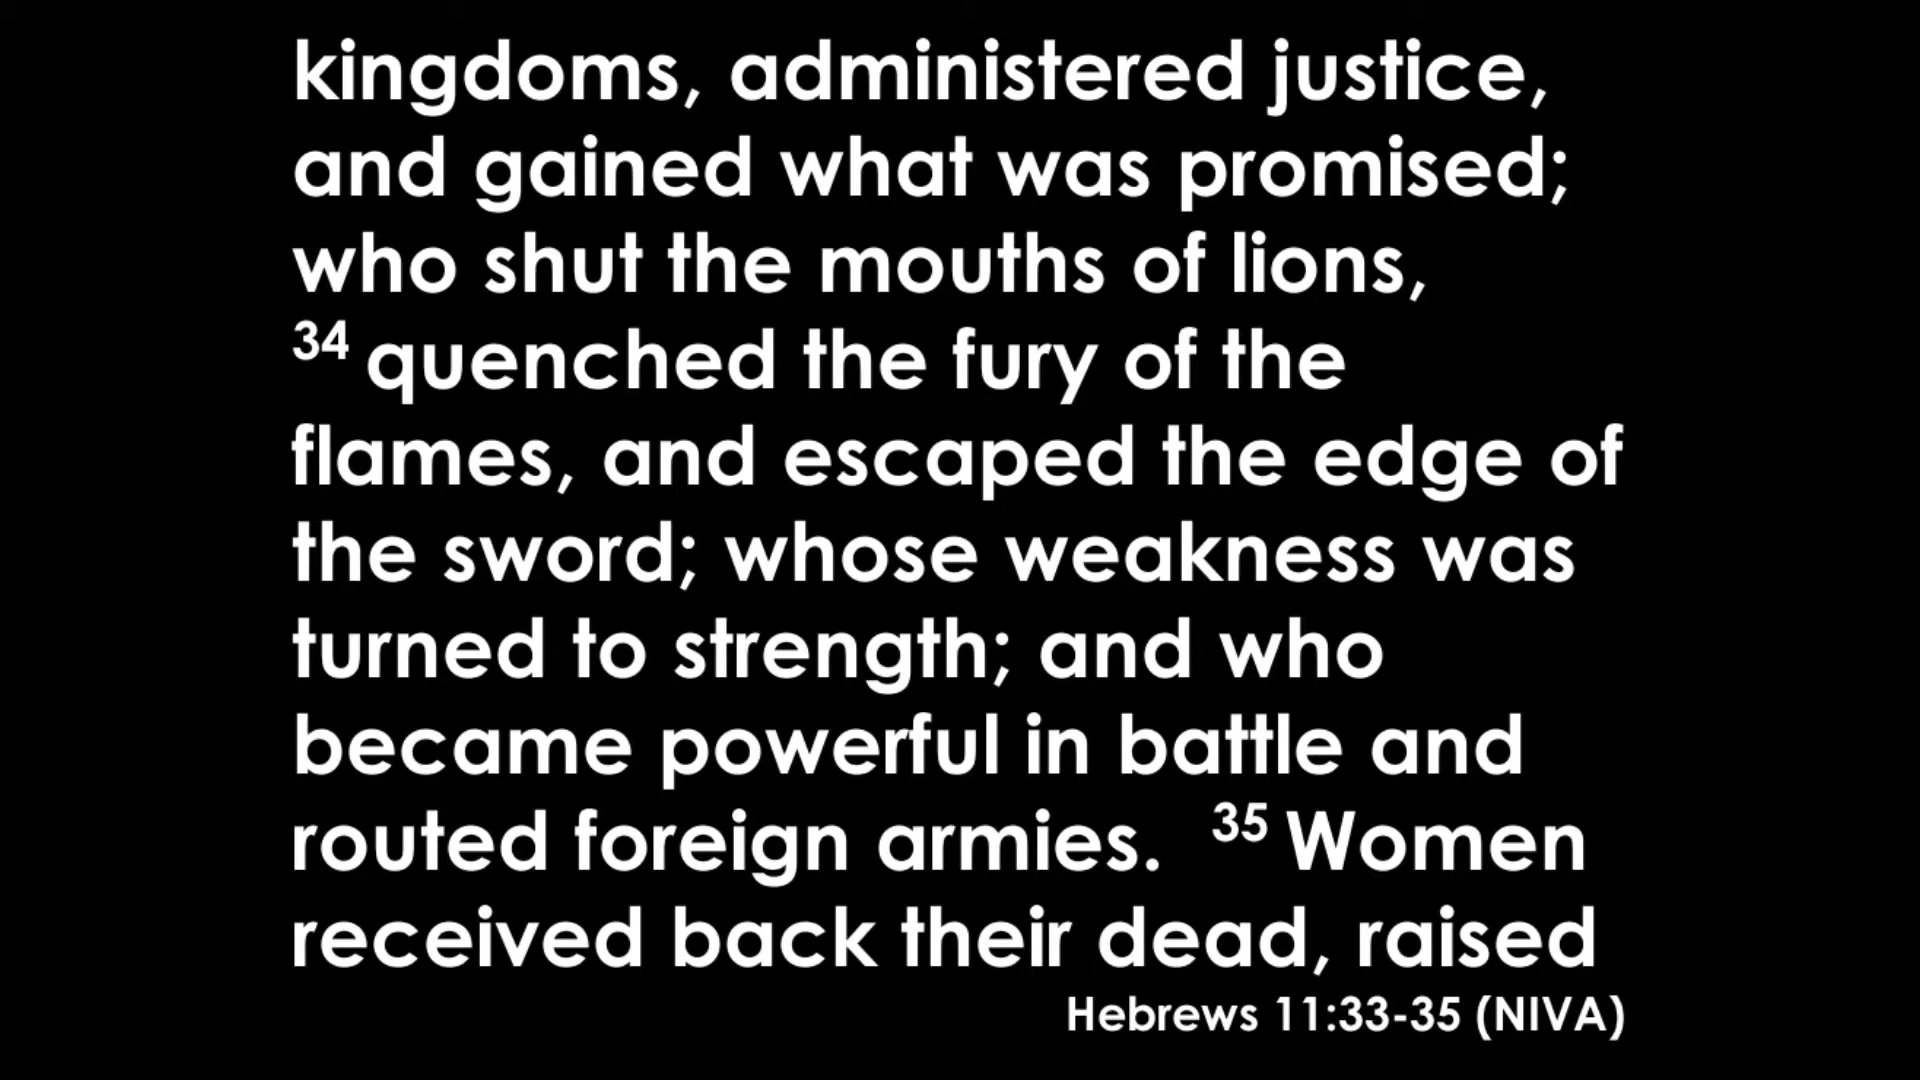 kingdoms, administered justice,
and gained what was promised;
who shut the mouths of lions,
34 quenched the fury of the
flames, and escaped the edge of
the sword; whose weakness was
turned to strength; and who
became powerful in battle and
routed foreign armies. 35 Women
received back their dead, raised
Hebrews 11:33-35 (NIVA)